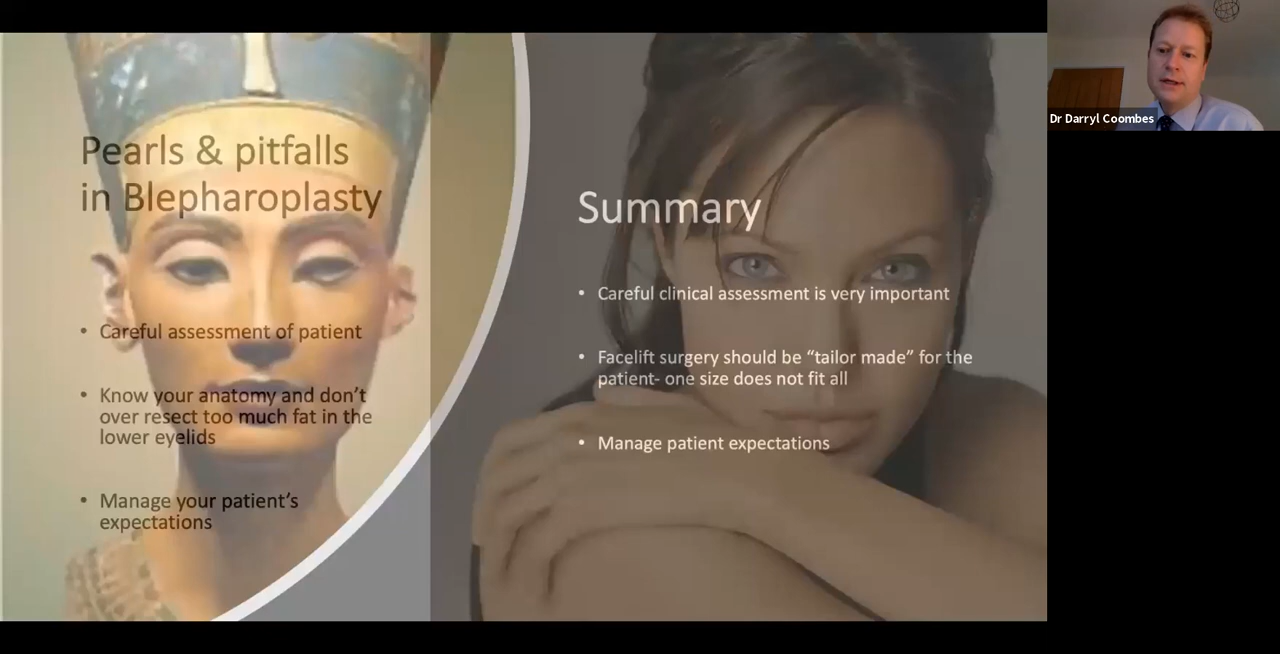 Pearls & pitfalls
in Blepharoplasty
• Careful assessment of patient
• Know your anatomy and don’t
over resect too much fat in the
lower eyelids
• Manage your patient’s
expectations
Summary
• Careful clinical assessment is very important
• Facelift surgery should be “tailor made” for the
patient- one size does not fit all
• Manage patient expectations
Dr Darryl Coombes